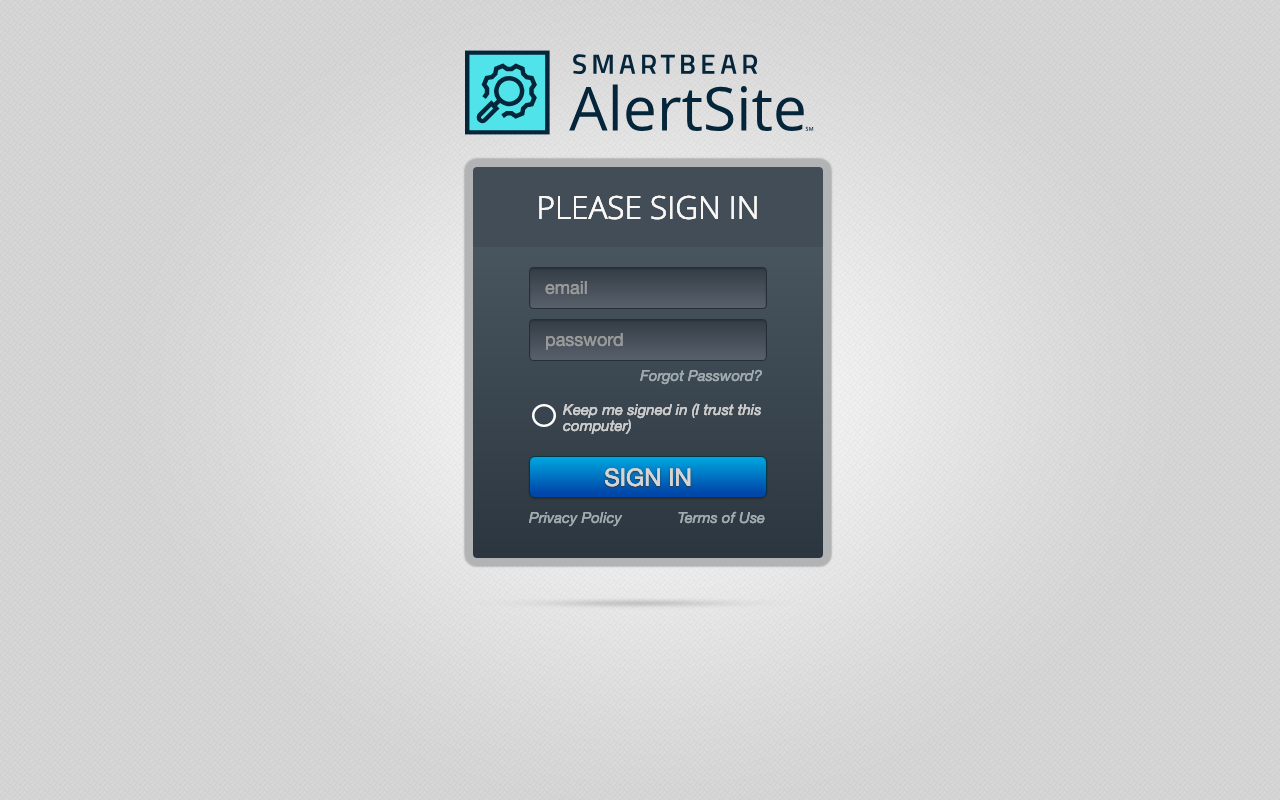 SMARTBEAR
AlertSite℠
PLEASE SIGN IN
email
password
Forgot Password?
Keep me signed in (I trust this
computer)
SIGN IN
Privacy Policy
Terms of Use